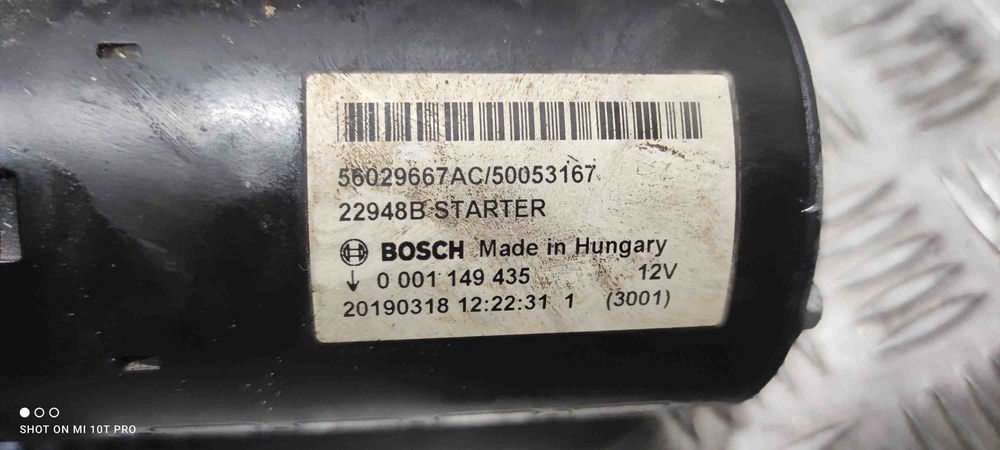 56029667AC/50053167
22948B STARTER
BOSCH Made in Hungary
↓ 0 001 149 435 12V
20190318 12:22:31 1 (3001)
SHOT ON MI 10T PRO